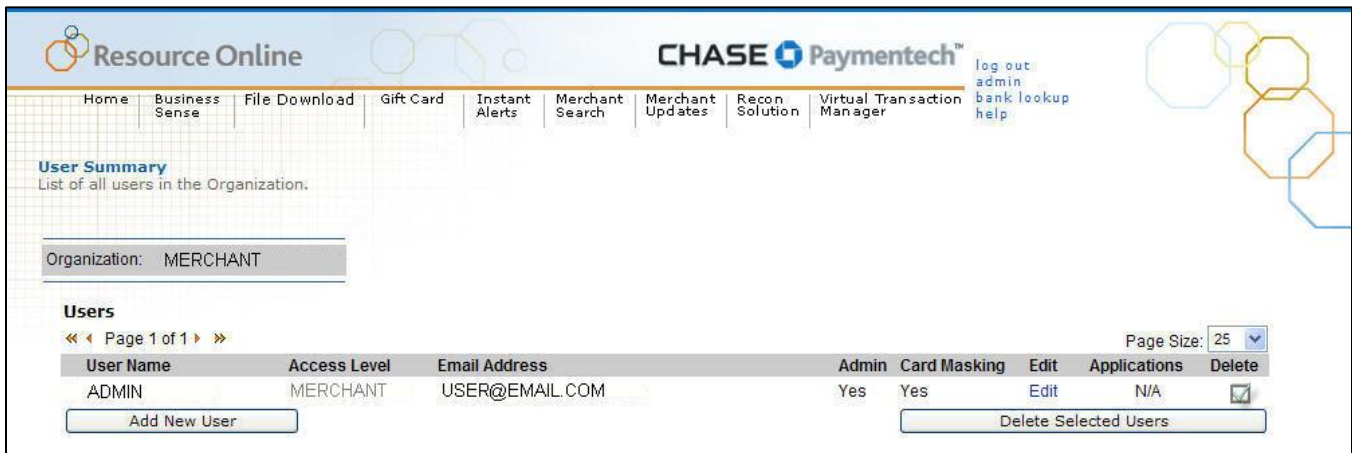 Resource Online
CHASE Paymentech™
log out
admin
bank lookup
help
Home Business Sense File Download Gift Card Instant Alerts Merchant Search Merchant Updates Recon Solution Virtual Transaction Manager
User Summary
List of all users in the Organization.
Organization: MERCHANT
Users
Page 1 of 1 Page Size: 25
User Name Access Level Email Address Admin Card Masking Edit Applications Delete
ADMIN MERCHANT USER@EMAIL.COM Yes Yes Edit N/A
Add New User Delete Selected Users